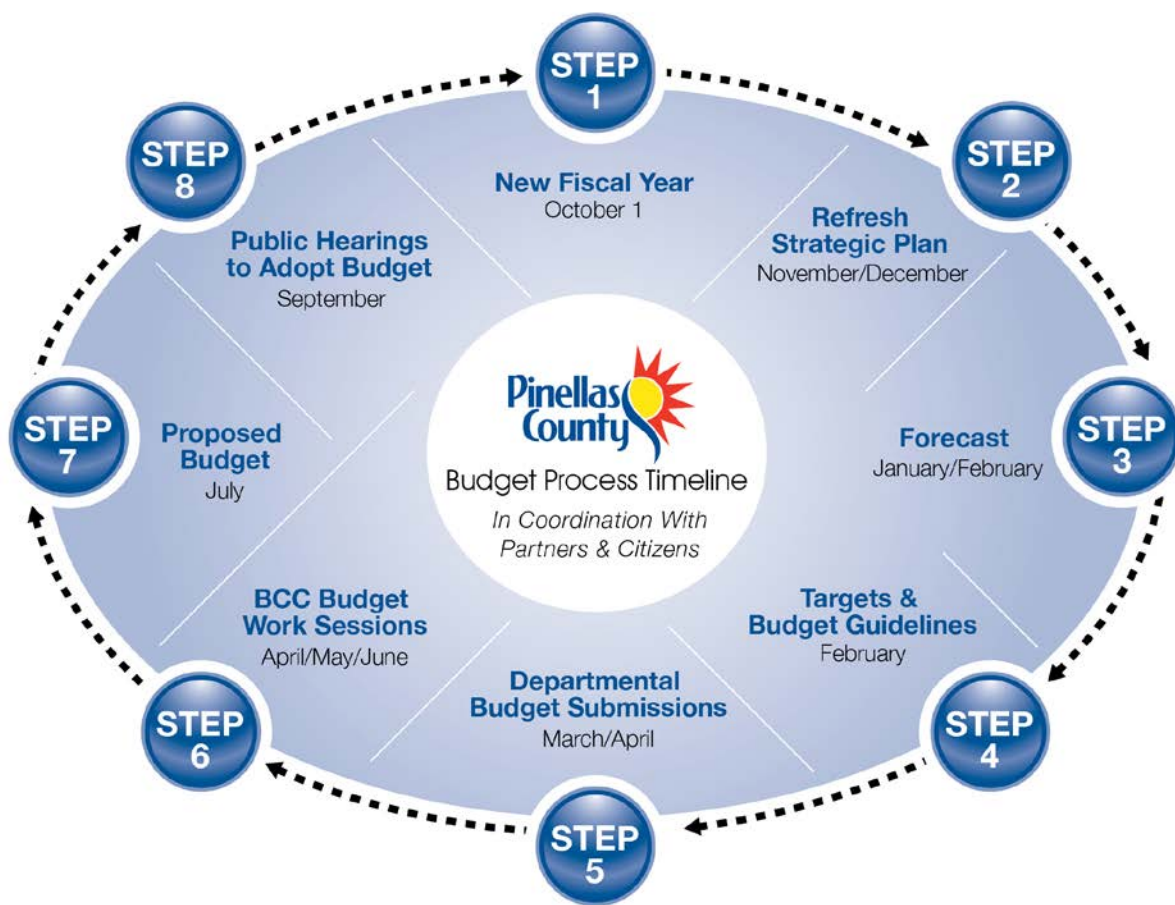 STEP
1
New Fiscal Year
October 1
STEP
2
Refresh
Strategic Plan
November/December
STEP
3
Forecast
January/February
STEP
4
Targets &
Budget Guidelines
February
STEP
5
Departmental
Budget Submissions
March/April
STEP
6
BCC Budget
Work Sessions
April/May/June
STEP
7
Proposed
Budget
July
STEP
8
Public Hearings
to Adopt Budget
September
Pinellas
County
Budget Process Timeline
In Coordination With
Partners & Citizens